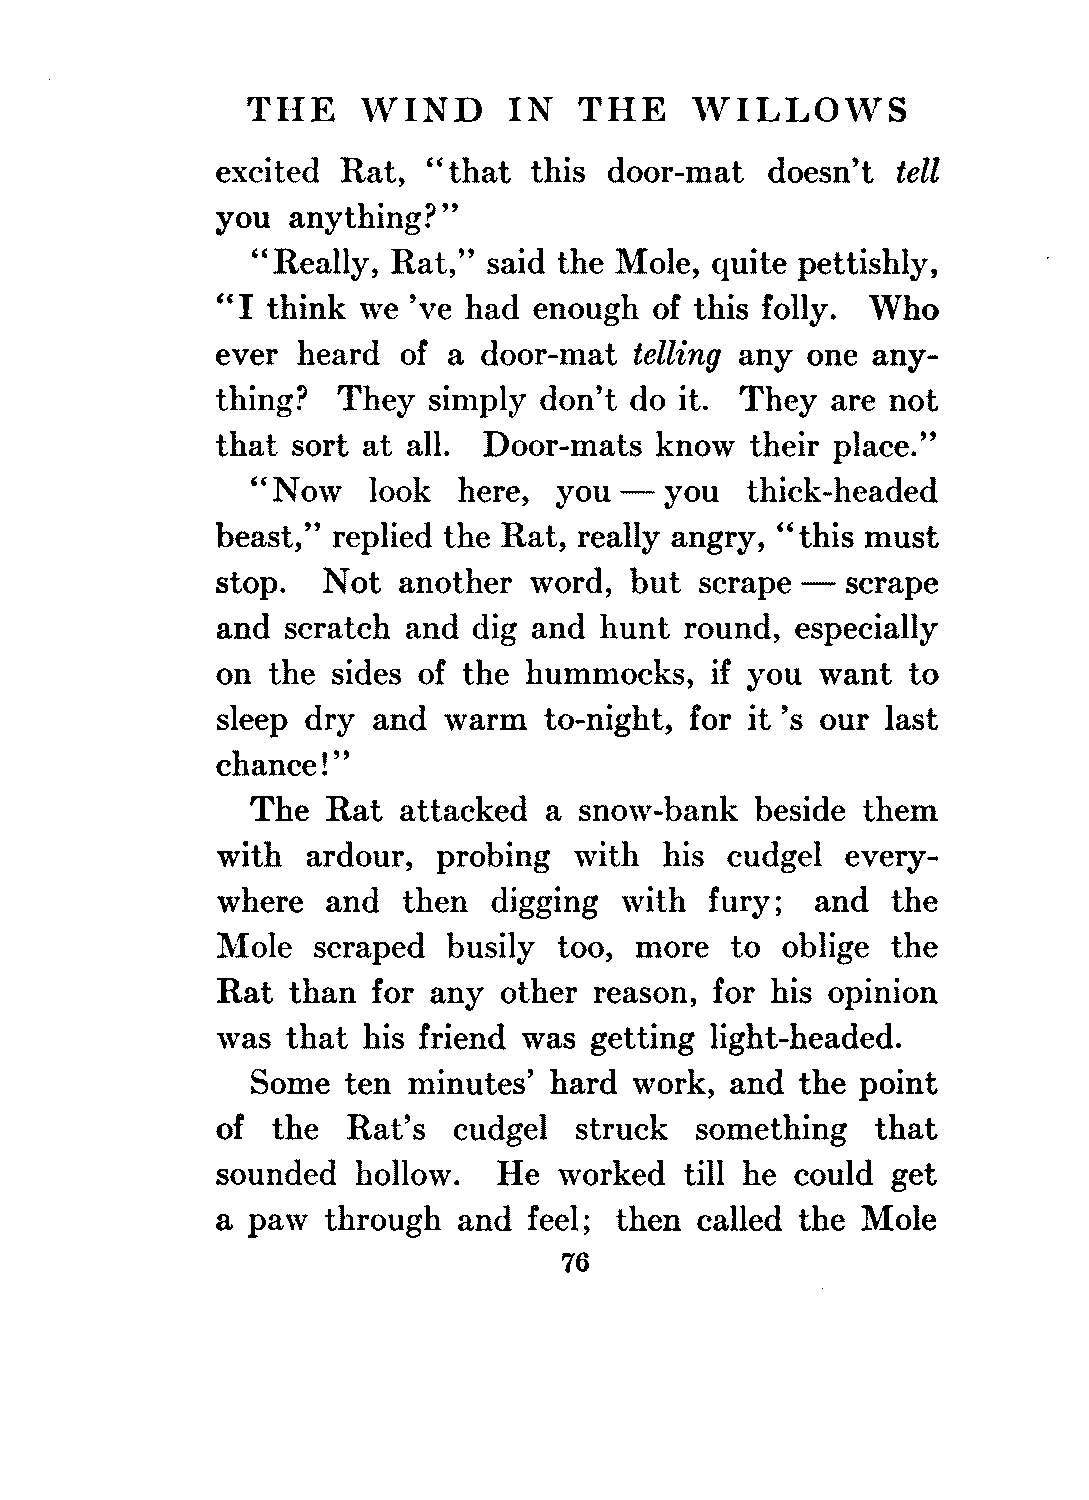 THE WIND IN THE WILLOWS
excited Rat, "that this door-mat doesn't tell
you anything?"
"Really, Rat," said the Mole, quite pettishly,
"I think we 've had enough of this folly. Who
ever heard of a door-mat telling any one any-
thing? They simply don't do it. They are not
that sort at all. Door-mats know their place."
"Now look here, you — you thick-headed
beast," replied the Rat, really angry, "this must
stop. Not another word, but scrape — scrape
and scratch and dig and hunt round, especially
on the sides of the hummocks, if you want to
sleep dry and warm to-night, for it 's our last
chance!"
The Rat attacked a snow-bank beside them
with ardour, probing with his cudgel every-
where and then digging with fury; and the
Mole scraped busily too, more to oblige the
Rat than for any other reason, for his opinion
was that his friend was getting light-headed.
Some ten minutes' hard work, and the point
of the Rat's cudgel struck something that
sounded hollow. He worked till he could get
a paw through and feel; then called the Mole
76